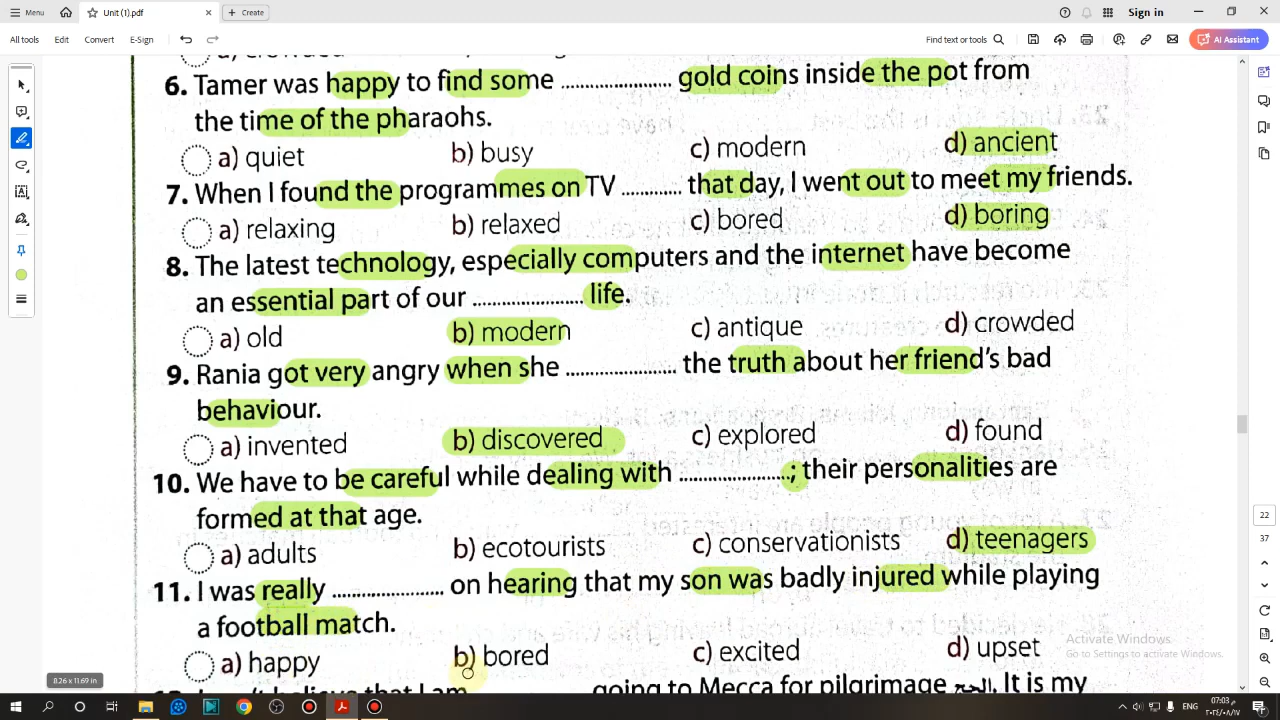 Menu Unit (1).pdf Create Sign in
All tools Edit Convert E-Sign Find text or tools AI Assistant
6. Tamer was happy to find some ...................... gold coins inside the pot from
the time of the pharaohs.
a) quiet b) busy c) modern d) ancient
7. When I found the programmes on TV ............ that day, I went out to meet my friends.
a) relaxing b) relaxed c) bored d) boring
8. The latest technology, especially computers and the internet have become
an essential part of our ...................... life.
a) old b) modern c) antique d) crowded
9. Rania got very angry when she ...................... the truth about her friend's bad
behaviour.
a) invented b) discovered c) explored d) found
10. We have to be careful while dealing with ......................; their personalities are
formed at that age.
a) adults b) ecotourists c) conservationists d) teenagers
11. I was really ...................... on hearing that my son was badly injured while playing
a football match.
a) happy b) bored c) excited d) upset
going to Mecca for pilgrimage الحج. It is my
22
37
Activate Windows
Go to Settings to activate Windows.
8.26 x 11.69 in
ENG 07:03